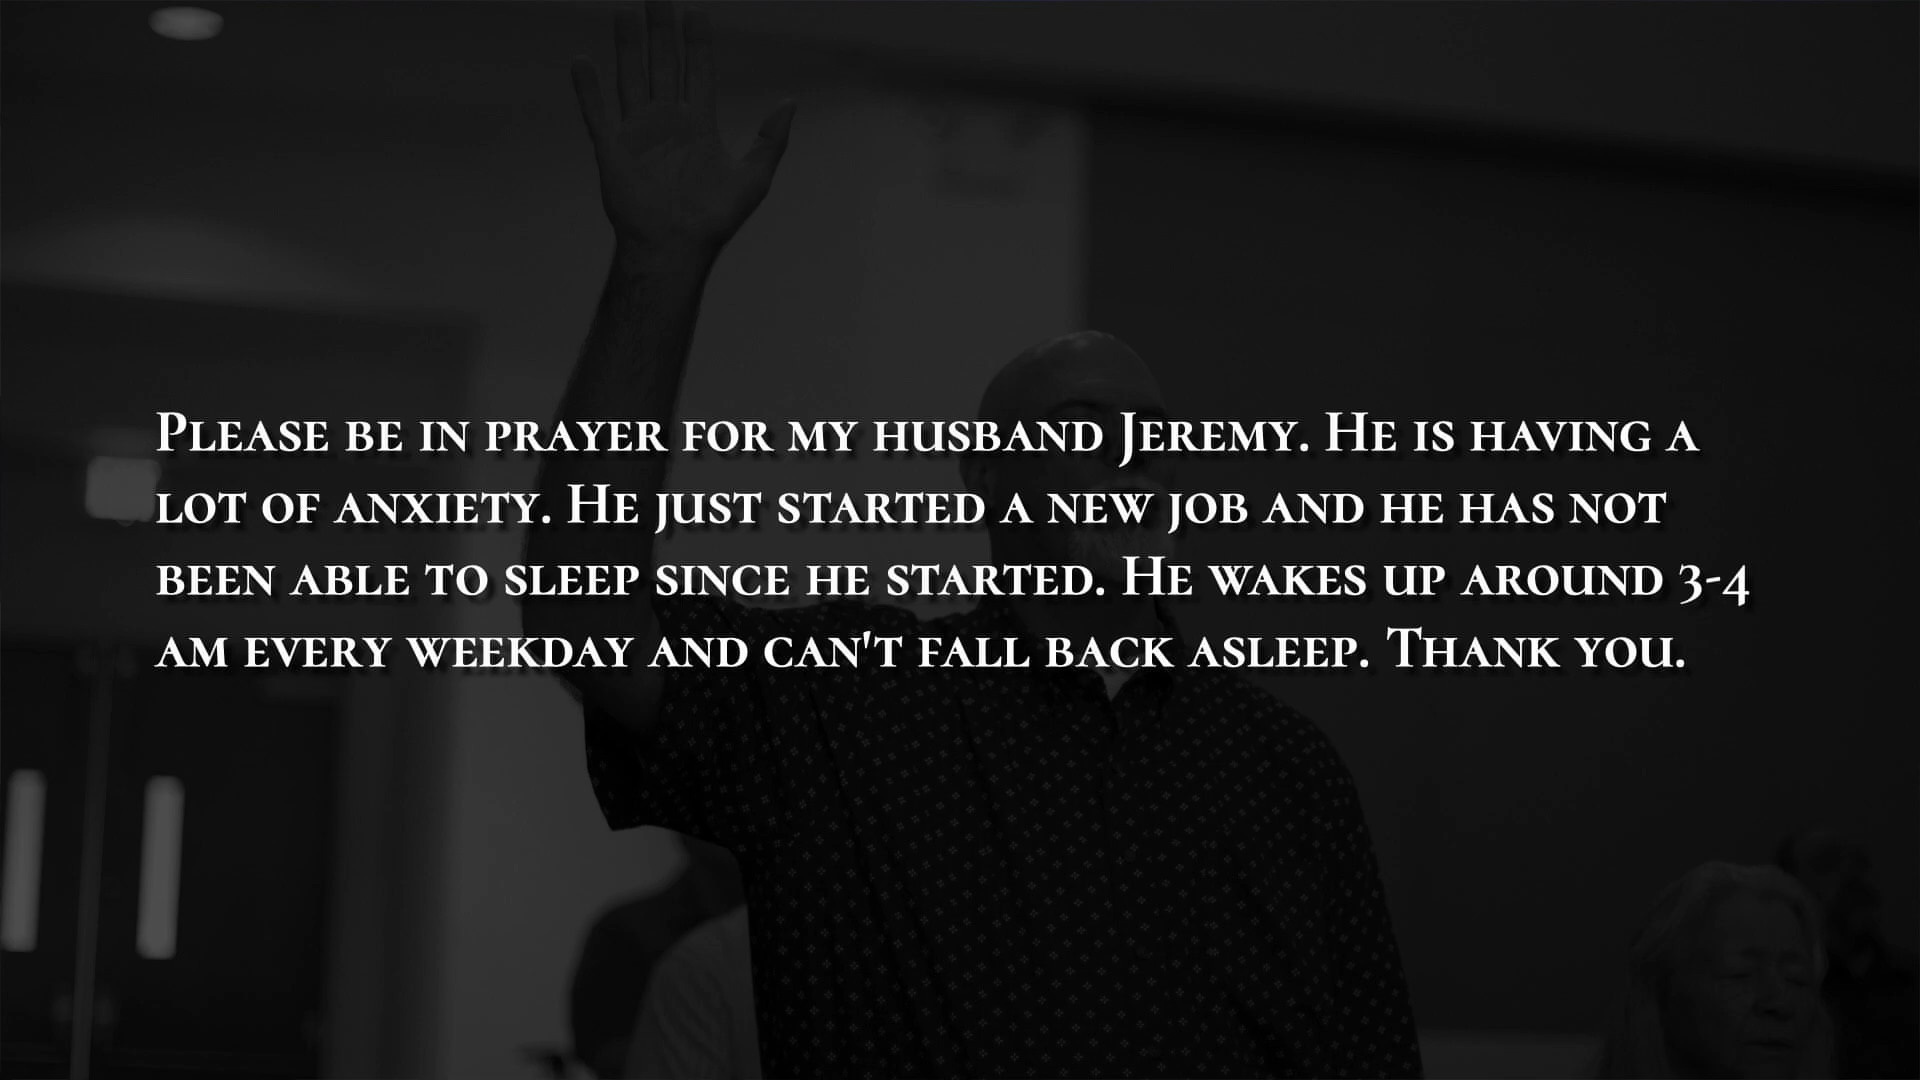 Please be in prayer for my husband Jeremy. He is having a
lot of anxiety. He just started a new job and he has not
been able to sleep since he started. He wakes up around 3-4
am every weekday and can't fall back asleep. Thank you.